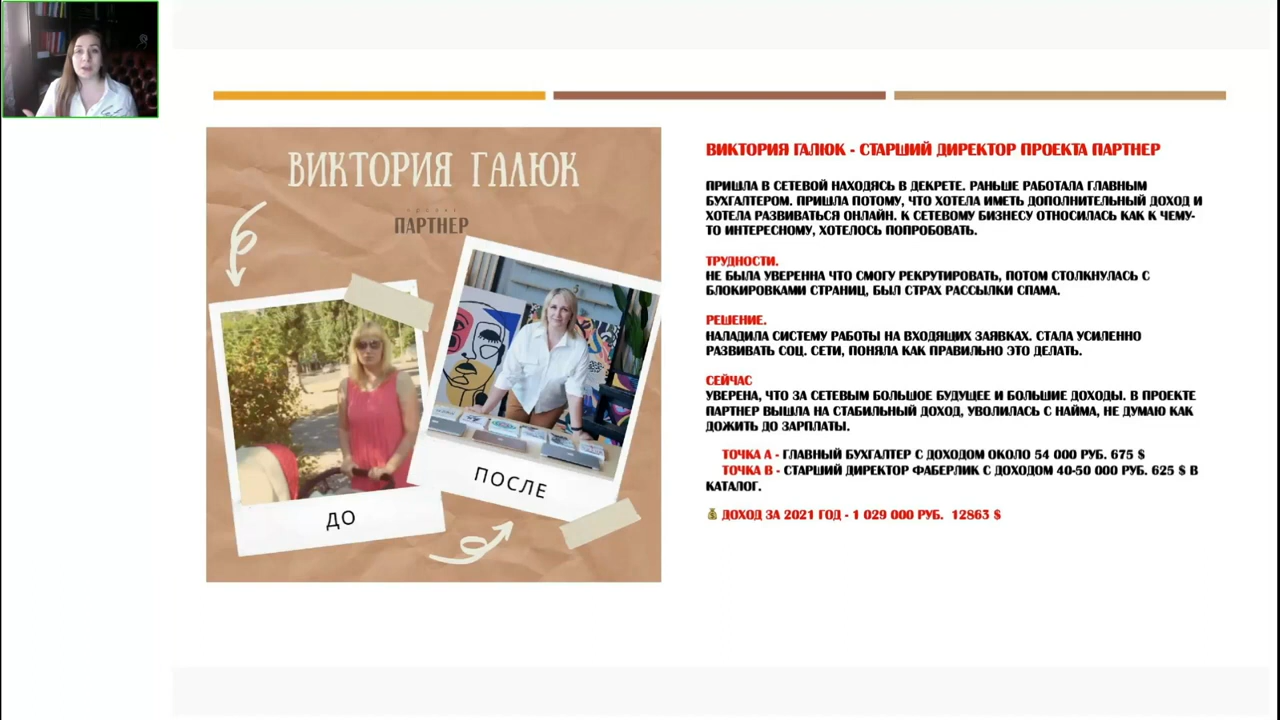 ВИКТОРИЯ ГАЛЮК
проект
ПАРТНЕР
ДО
ПОСЛЕ
ВИКТОРИЯ ГАЛЮК - СТАРШИЙ ДИРЕКТОР ПРОЕКТА ПАРТНЕР
ПРИШЛА В СЕТЕВОЙ НАХОДЯСЬ В ДЕКРЕТЕ. РАНЬШЕ РАБОТАЛА ГЛАВНЫМ
БУХГАЛТЕРОМ. ПРИШЛА ПОТОМУ, ЧТО ХОТЕЛА ИМЕТЬ ДОПОЛНИТЕЛЬНЫЙ ДОХОД И
ХОТЕЛА РАЗВИВАТЬСЯ ОНЛАЙН. К СЕТЕВОМУ БИЗНЕСУ ОТНОСИЛАСЬ КАК К ЧЕМУ-
ТО ИНТЕРЕСНОМУ, ХОТЕЛОСЬ ПОПРОБОВАТЬ.
ТРУДНОСТИ.
НЕ БЫЛА УВЕРЕННА ЧТО СМОГУ РЕКРУТИРОВАТЬ, ПОТОМ СТОЛКНУЛАСЬ С
БЛОКИРОВКАМИ СТРАНИЦ, БЫЛ СТРАХ РАССЫЛКИ СПАМА.
РЕШЕНИЕ.
НАЛАДИЛА СИСТЕМУ РАБОТЫ НА ВХОДЯЩИХ ЗАЯВКАХ. СТАЛА УСИЛЕННО
РАЗВИВАТЬ СОЦ. СЕТИ, ПОНЯЛА КАК ПРАВИЛЬНО ЭТО ДЕЛАТЬ.
СЕЙЧАС
УВЕРЕНА, ЧТО ЗА СЕТЕВЫМ БОЛЬШОЕ БУДУЩЕЕ И БОЛЬШИЕ ДОХОДЫ. В ПРОЕКТЕ
ПАРТНЕР ВЫШЛА НА СТАБИЛЬНЫЙ ДОХОД, УВОЛИЛАСЬ С НАЙМА, НЕ ДУМАЮ КАК
ДОЖИТЬ ДО ЗАРПЛАТЫ.
ТОЧКА А - ГЛАВНЫЙ БУХГАЛТЕР С ДОХОДОМ ОКОЛО 54 000 РУБ. 675 $
ТОЧКА В - СТАРШИЙ ДИРЕКТОР ФАБЕРЛИК С ДОХОДОМ 40-50 000 РУБ. 625 $ В
КАТАЛОГ.
💰 ДОХОД ЗА 2021 ГОД - 1 029 000 РУБ. 12863 $